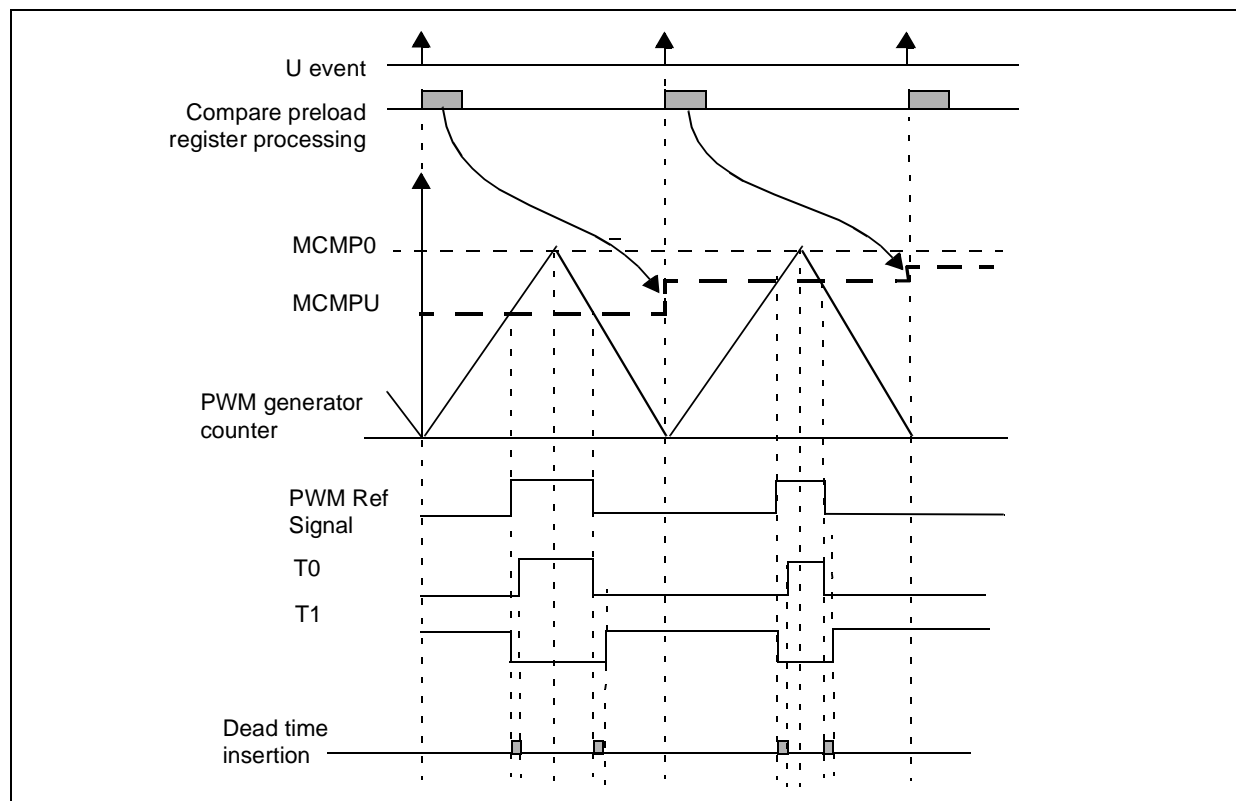 U event
Compare preload
register processing
MCMP0
MCMPU
PWM generator
counter
PWM Ref
Signal
T0
T1
Dead time
insertion